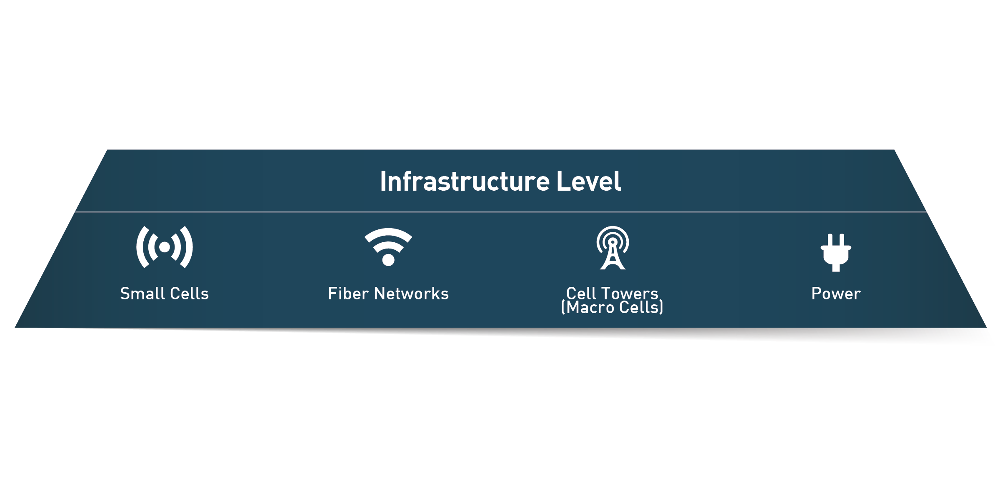 Infrastructure Level
Small Cells
Fiber Networks
Cell Towers
(Macro Cells)
Power